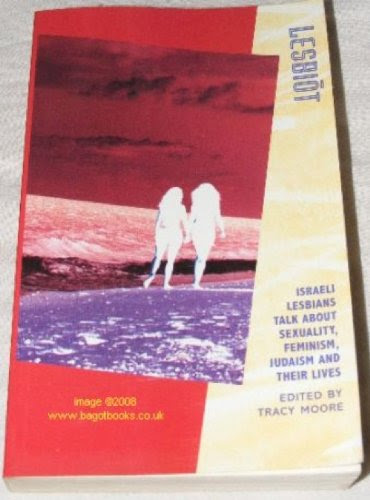 LESBIŌT
ISRAELI
LESBIANS
TALK ABOUT
SEXUALITY,
FEMINISM,
JUDAISM AND
THEIR LIVES
EDITED BY
TRACY MOORE
image @2008
www.bagotbooks.co.uk